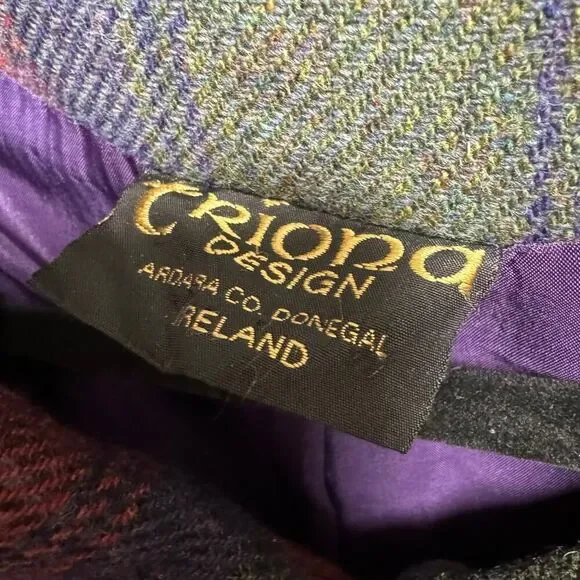 Triona
DESIGN
ARDARA CO. DONEGAL
IRELAND